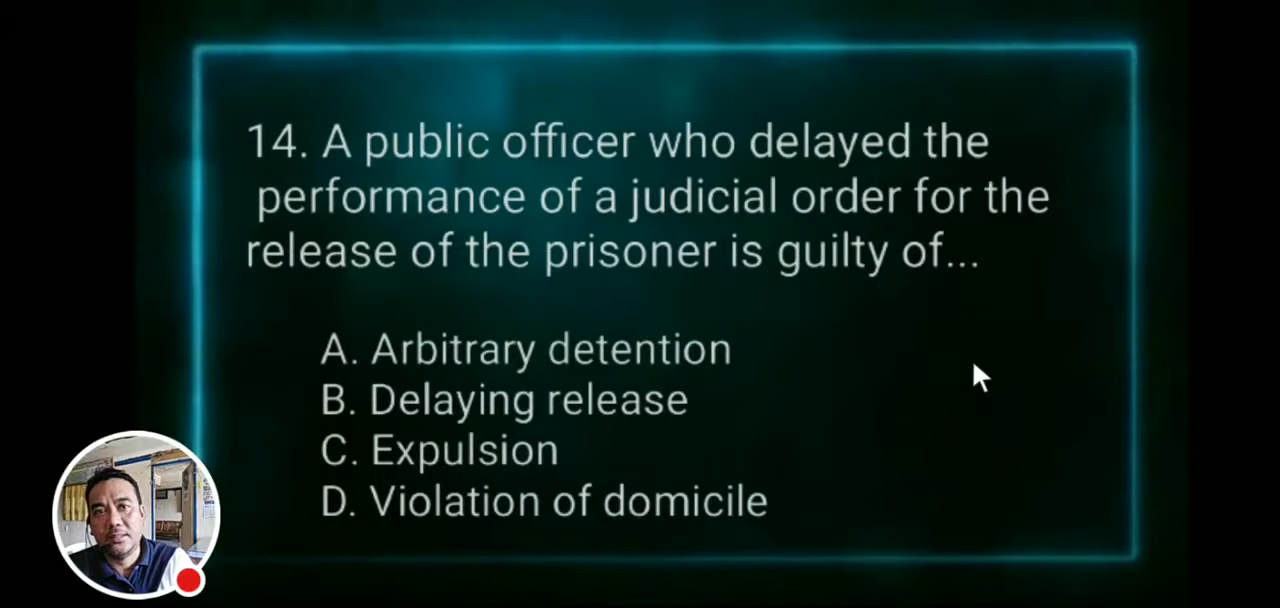 14. A public officer who delayed the
performance of a judicial order for the
release of the prisoner is guilty of...
A. Arbitrary detention
B. Delaying release
C. Expulsion
D. Violation of domicile